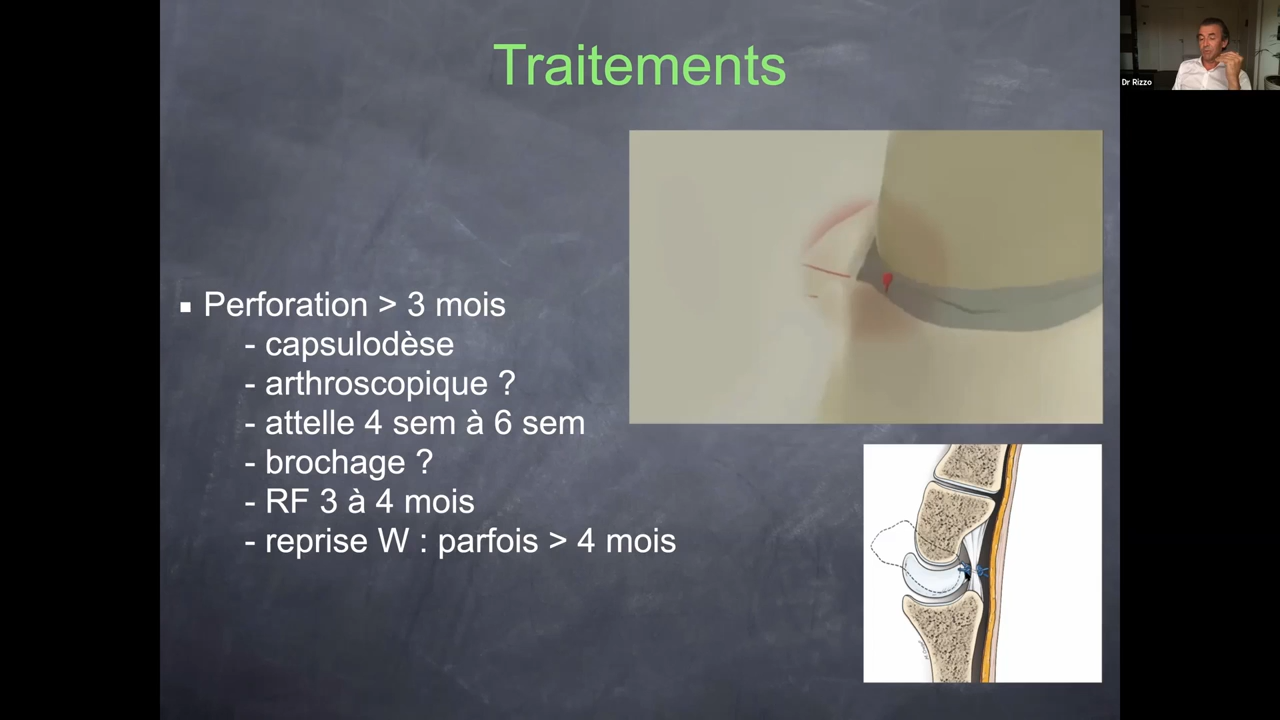 Traitements
Dr Rizzo
▪ Perforation > 3 mois
- capsulodèse
- arthroscopique ?
- attelle 4 sem à 6 sem
- brochage ?
- RF 3 à 4 mois
- reprise W : parfois > 4 mois